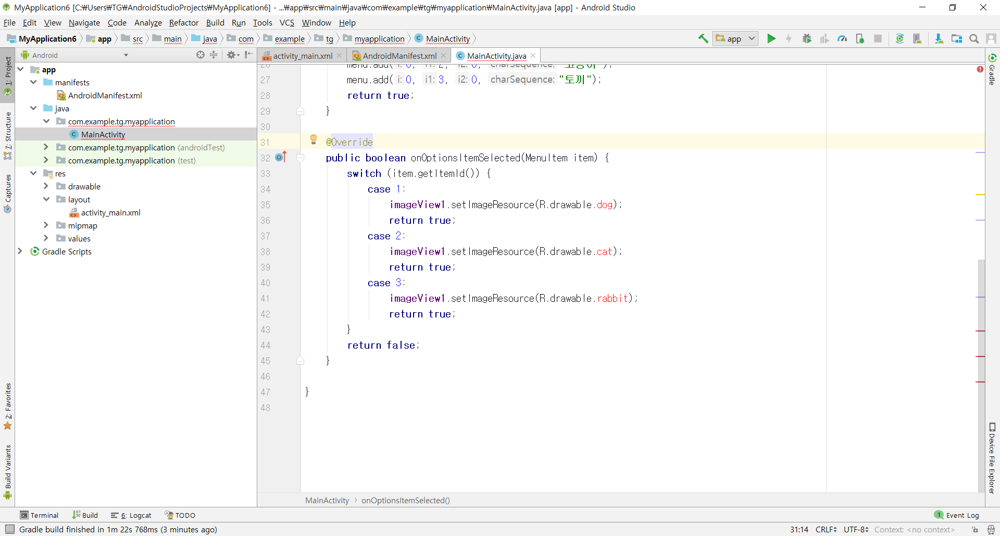 MyApplication6 [C:₩Users₩TG₩AndroidStudioProjects₩MyApplication6] - ...₩app₩src₩main₩java₩com₩example₩tg₩myapplication₩MainActivity.java [app] - Android Studio
File Edit View Navigate Code Analyze Refactor Build Run Tools VCS Window Help
MyApplication6 app src main java com example tg myapplication MainActivity app
Android
activity_main.xml AndroidManifest.xml MainActivity.java
1: Project
7: Structure
Captures
2: Favorites
Build Variants
app
manifests
AndroidManifest.xml
java
com.example.tg.myapplication
MainActivity
com.example.tg.myapplication (androidTest)
com.example.tg.myapplication (test)
res
drawable
layout
activity_main.xml
mipmap
values
Gradle Scripts
26 menu.add( i: 0, i1: 2, i2: 0, charSequence: "고양이");
27 menu.add( i: 0, i1: 3, i2: 0, charSequence: "토끼");
28 return true;
29 }
30
31 @Override
32 public boolean onOptionsItemSelected(MenuItem item) {
33 switch (item.getItemId()) {
34 case 1:
35 imageView1.setImageResource(R.drawable.dog);
36 return true;
37 case 2:
38 imageView1.setImageResource(R.drawable.cat);
39 return true;
40 case 3:
41 imageView1.setImageResource(R.drawable.rabbit);
42 return true;
43 }
44 return false;
45 }
46
47 }
48
MainActivity › onOptionsItemSelected()
Gradle
Device File Explorer
Terminal Build 6: Logcat TODO 1 Event Log
Gradle build finished in 1m 22s 768ms (3 minutes ago) 31:14 CRLF UTF-8 Context: <no context>